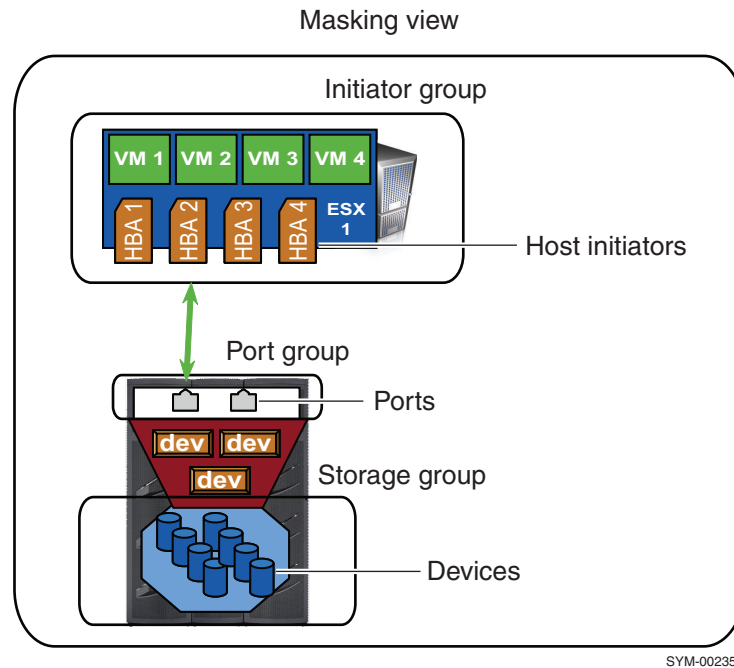 Masking view
Initiator group
VM 1 VM 2 VM 3 VM 4
HBA 1 HBA 2 HBA 3 HBA 4 ESX
1
Host initiators
Port group
Ports
dev dev
dev
Storage group
Devices
SYM-00235